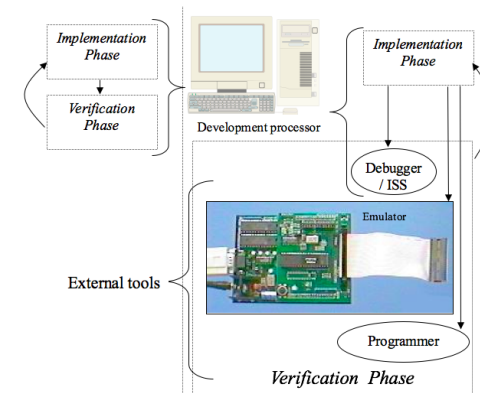 Implementation
Phase
Verification
Phase
Development processor
Implementation
Phase
Debugger
/ ISS
Emulator
External tools
Programmer
Verification Phase